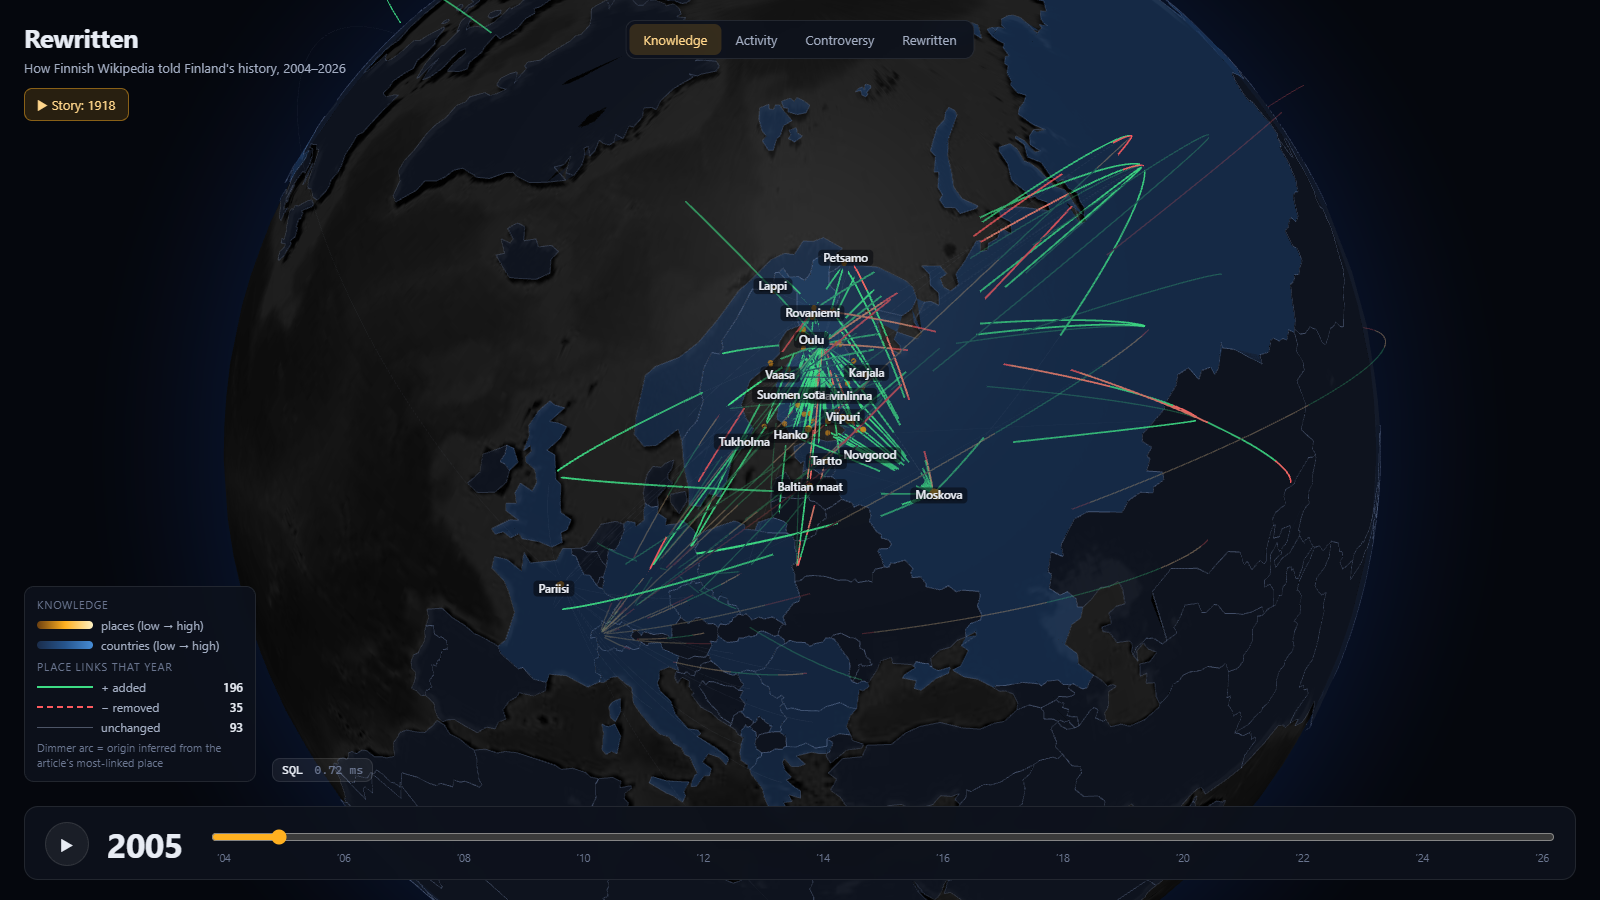 Rewritten
How Finnish Wikipedia told Finland's history, 2004–2026
▶ Story: 1918
Knowledge Activity Controversy Rewritten
Petsamo
Lappi
Rovaniemi
Oulu
Vaasa
Karjala
Suomen sota
avinlinna
Viipuri
Tukholma
Hanko
Tartto
Novgorod
Baltian maat
Moskova
Pariisi
KNOWLEDGE
places (low → high)
countries (low → high)
PLACE LINKS THAT YEAR
+ added 196
− removed 35
unchanged 93
Dimmer arc = origin inferred from the
article's most-linked place
SQL 0.72 ms
2005
'04 '06 '08 '10 '12 '14 '16 '18 '20 '22 '24 '26